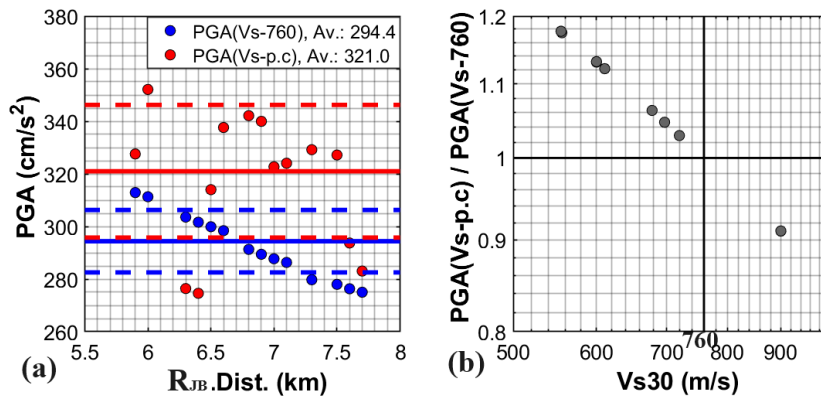 380
360
340
320
300
280
260
PGA (cm/s²)
PGA(Vs-760), Av.: 294.4
PGA(Vs-p.c), Av.: 321.0
5.5 6 6.5 7 7.5 8
(a) RJB.Dist. (km)
1.2
1.1
1
0.9
0.8
PGA(Vs-p.c) / PGA(Vs-760)
760
500 600 700 900
(b) Vs30 (m/s)